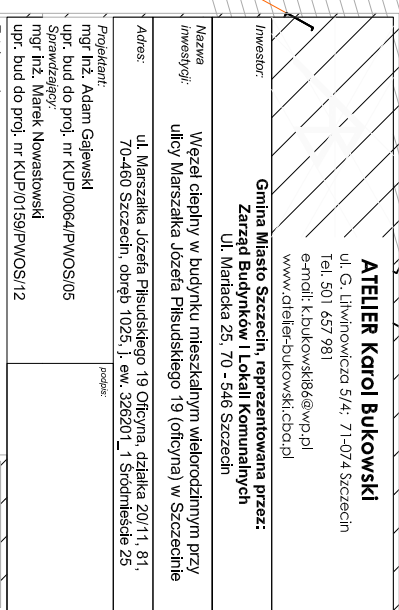 ATELIER Karol Bukowski
ul. G. Litwinowicza 5/4; 71-074 Szczecin
Tel. 501 657 981
e-mail: k.bukowski86@wp.pl
www.atelier-bukowski.cba.pl
Inwestor:
Gmina Miasto Szczecin, reprezentowana przez:
Zarząd Budynków i Lokali Komunalnych
Ul. Mariacka 25, 70 - 546 Szczecin
Nazwa
inwestycji:
Węzeł cieplny w budynku mieszkalnym wielorodzinnym przy
ulicy Marszałka Józefa Piłsudskiego 19 (oficyna) w Szczecinie
Adres:
ul. Marszałka Józefa Piłsudskiego 19 Oficyna, działka 20/11, 81,
70-460 Szczecin, obręb 1025, j. ew. 326201_1 Śródmieście 25
Projektant:
mgr Inż. Adam Gajewski
upr. bud do proj. nr KUP/0064/PWOS/05
Sprawdzający:
mgr inż. Marek Nowastowski
upr. bud do proj. nr KUP/0159/PWOS/12
podpis: